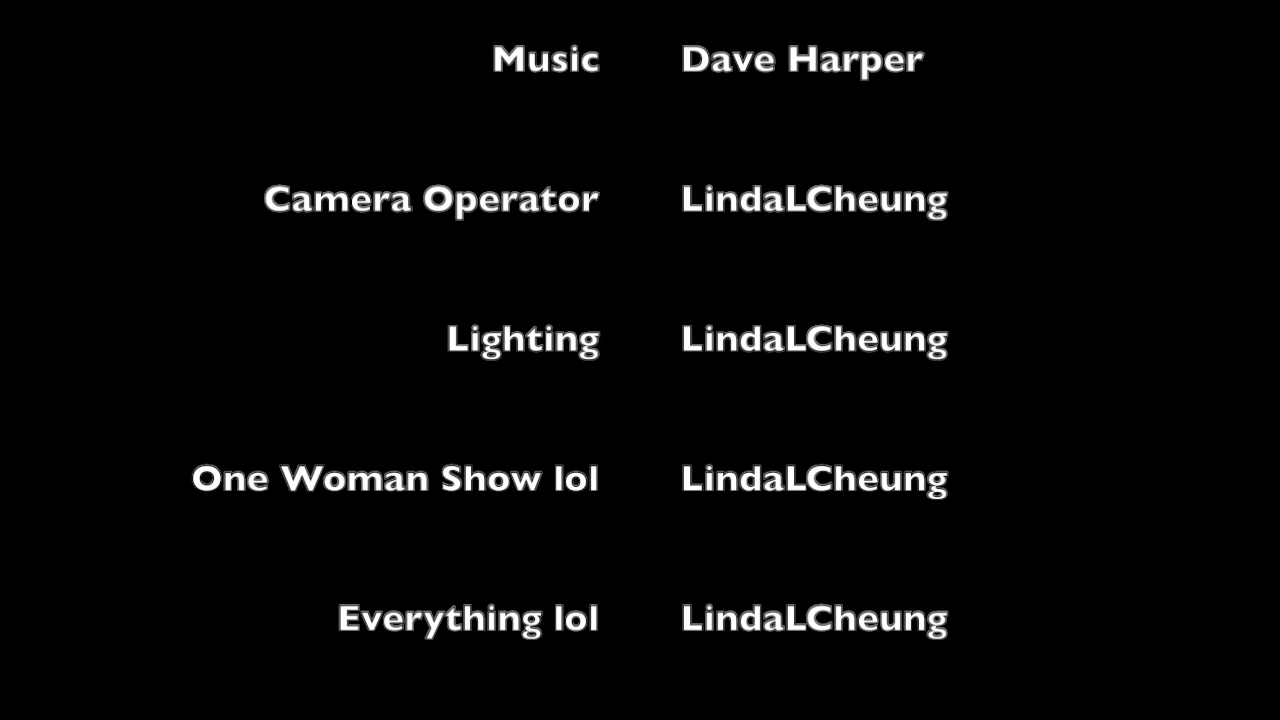 Music Dave Harper
Camera Operator LindaLCheung
Lighting LindaLCheung
One Woman Show lol LindaLCheung
Everything lol LindaLCheung